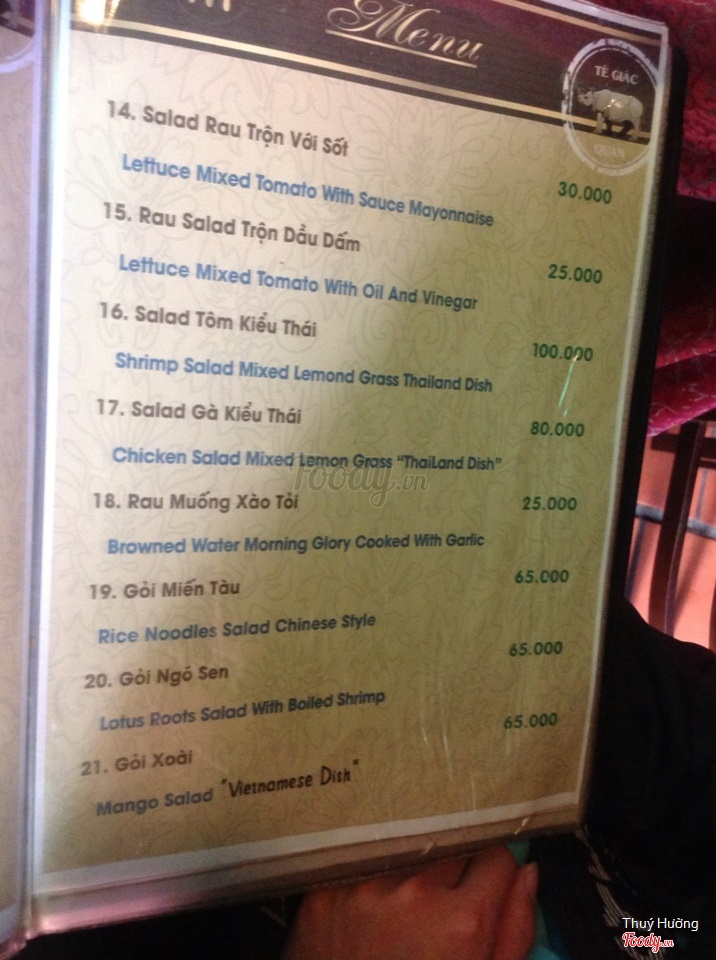 Menu
TÊ GIÁC
QUÁN
14. Salad Rau Trộn Với Sốt
Lettuce Mixed Tomato With Sauce Mayonnaise
30.000
15. Rau Salad Trộn Dầu Dấm
Lettuce Mixed Tomato With Oil And Vinegar
25.000
16. Salad Tôm Kiểu Thái
Shrimp Salad Mixed Lemond Grass Thailand Dish
100.000
17. Salad Gà Kiểu Thái
Chicken Salad Mixed Lemon Grass "ThaiLand Dish"
80.000
Foody.vn
18. Rau Muống Xào Tỏi
Browned Water Morning Glory Cooked With Garlic
25.000
19. Gỏi Miến Tàu
Rice Noodles Salad Chinese Style
65.000
20. Gỏi Ngó Sen
Lotus Roots Salad With Boiled Shrimp
65.000
21. Gỏi Xoài
Mango Salad "Vietnamese Dish"
65.000
Thuý Hường
Foody.vn